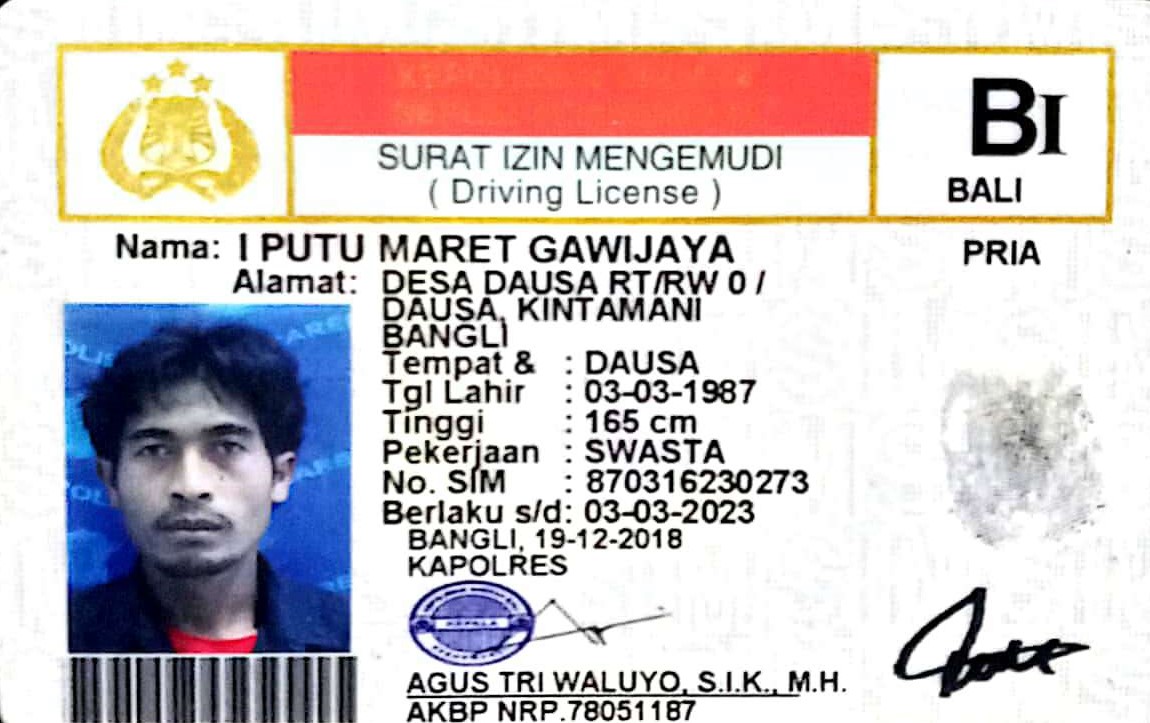 SURAT IZIN MENGEMUDI
( Driving License )
BI
BALI
Nama: I PUTU MARET GAWIJAYA
PRIA
Alamat: DESA DAUSA RT/RW 0 /
DAUSA, KINTAMANI
BANGLI
Tempat & : DAUSA
Tgl Lahir : 03-03-1987
Tinggi : 165 cm
Pekerjaan : SWASTA
No. SIM : 870316230273
Berlaku s/d: 03-03-2023
BANGLI, 19-12-2018
KAPOLRES
AGUS TRI WALUYO, S.I.K., M.H.
AKBP NRP.78051187